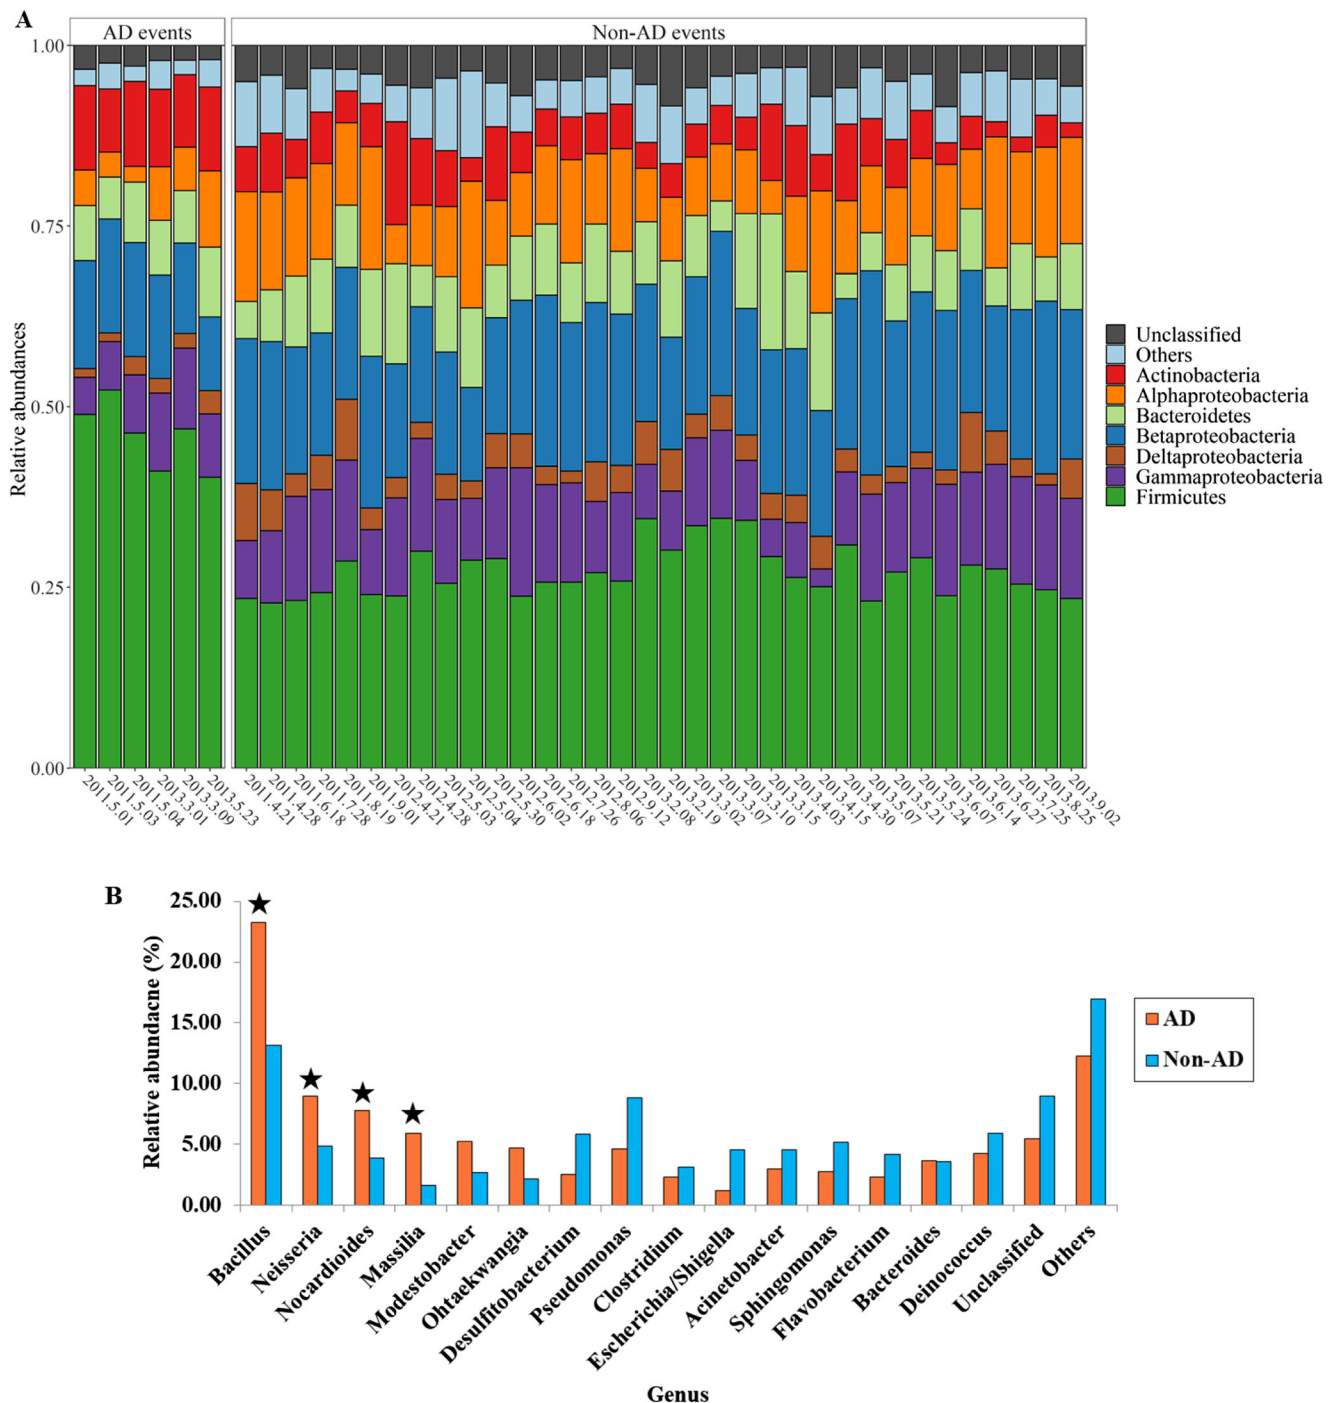 A
AD events
Non-AD events
1.00
0.75
0.50
0.25
0.00
Relative abundances
Unclassified
Others
Actinobacteria
Alphaproteobacteria
Bacteroidetes
Betaproteobacteria
Deltaproteobacteria
Gammaproteobacteria
Firmicutes
2011.5.01
2011.5.03
2011.5.04
2013.3.01
2013.3.09
2013.5.23
2011.4.21
2011.4.28
2011.6.18
2011.7.28
2011.8.19
2011.9.01
2012.4.21
2012.4.28
2012.5.03
2012.5.04
2012.5.30
2012.6.02
2012.6.18
2012.7.26
2012.8.06
2012.9.12
2013.2.08
2013.2.19
2013.3.02
2013.3.07
2013.3.10
2013.3.15
2013.4.03
2013.4.15
2013.4.30
2013.5.07
2013.5.21
2013.5.24
2013.6.07
2013.6.14
2013.6.27
2013.7.25
2013.8.25
2013.9.02
B
25.00
20.00
15.00
10.00
5.00
0.00
Relative abundacne (%)
AD
Non-AD
Bacillus
Neisseria
Nocardioides
Massilia
Modestobacter
Ohtaekwangia
Desulfitobacterium
Pseudomonas
Clostridium
Escherichia/Shigella
Acinetobacter
Sphingomonas
Flavobacterium
Bacteroides
Deinococcus
Unclassified
Others
Genus